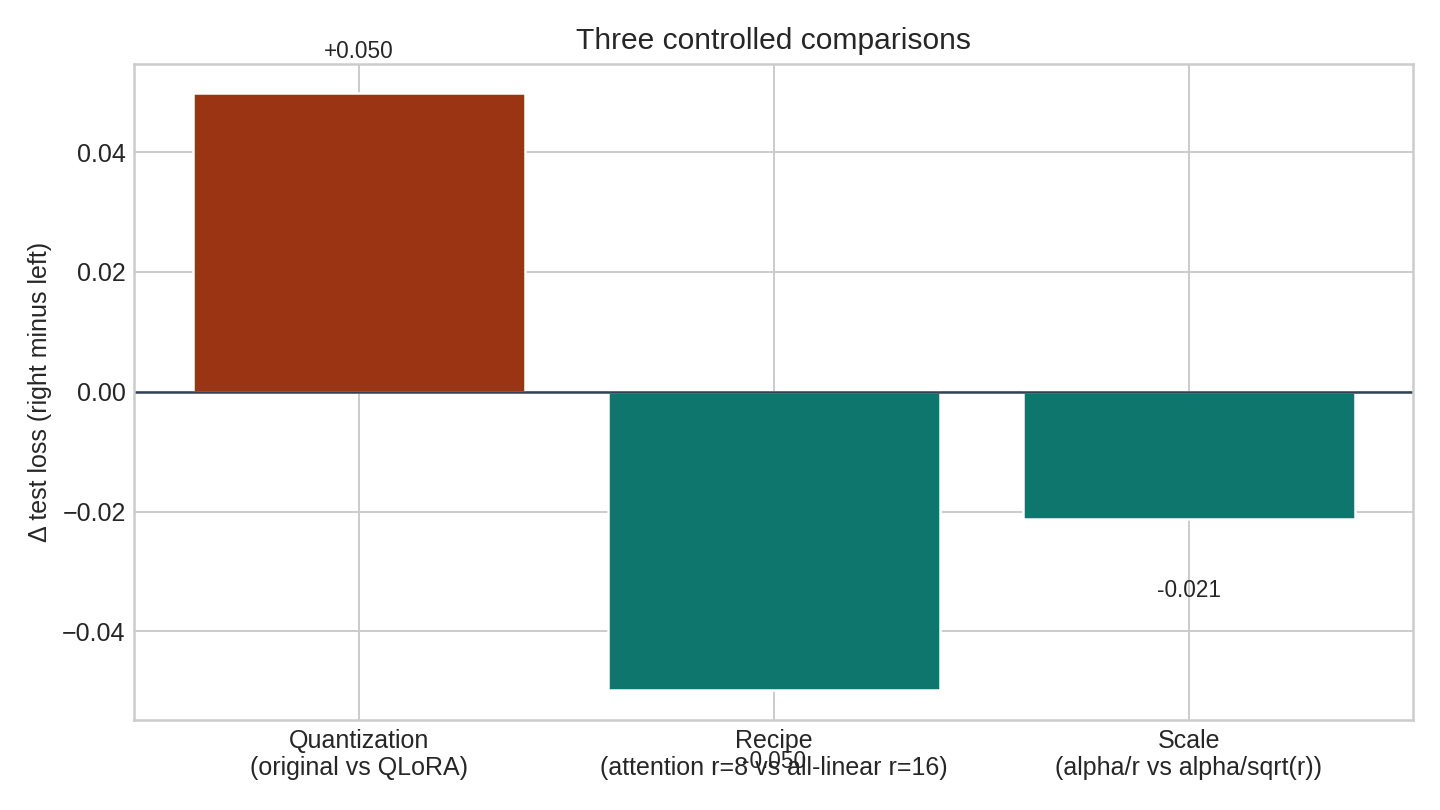 Three controlled comparisons
+0.050
Δ test loss (right minus left)
0.04
0.02
0.00
−0.02
−0.04
-0.021
Quantization
(original vs QLoRA)
Recipe
(attention r=8 vs all-linear r=16)
-0.050
Scale
(alpha/r vs alpha/sqrt(r))